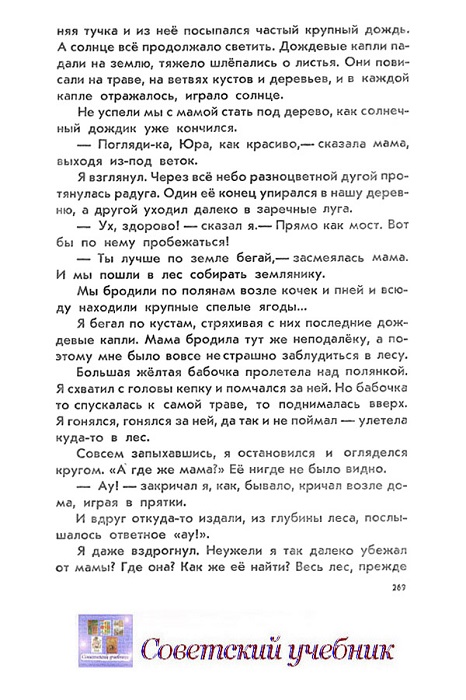 няя тучка и из неё посыпался частый крупный дождь.
А солнце всё продолжало светить. Дождевые капли па-
дали на землю, тяжело шлёпались о листья. Они пови-
сали на траве, на ветвях кустов и деревьев, и в каждой
капле отражалось, играло солнце.
Не успели мы с мамой стать под дерево, как солнеч-
ный дождик уже кончился.
— Погляди-ка, Юра, как красиво,— сказала мама,
выходя из-под веток.
Я взглянул. Через всё небо разноцветной дугой про-
тянулась радуга. Один её конец упирался в нашу дерев-
ню, а другой уходил далеко в заречные луга.
— Ух, здорово! — сказал я.— Прямо как мост. Вот
бы по нему пробежаться!
— Ты лучше по земле бегай,— засмеялась мама.
И мы пошли в лес собирать землянику.
Мы бродили по полянам возле кочек и пней и всю-
ду находили крупные спелые ягоды...
Я бегал по кустам, стряхивая с них последние дож-
девые капли. Мама бродила тут же неподалёку, а по-
этому мне было вовсе не страшно заблудиться в лесу.
Большая жёлтая бабочка пролетела над полянкой.
Я схватил с головы кепку и помчался за ней. Но бабочка
то спускалась к самой траве, то поднималась вверх.
Я гонялся, гонялся за ней, да так и не поймал — улетела
куда-то в лес.
Совсем запыхавшись, я остановился и огляделся
кругом. «А где же мама?» Её нигде не было видно.
— Ау! — закричал я, как, бывало, кричал возле до-
ма, играя в прятки.
И вдруг откуда-то издали, из глубины леса, послы-
шалось ответное «ау!».
Я даже вздрогнул. Неужели я так далеко убежал
от мамы? Где она? Как же её найти? Весь лес, прежде
269
Советский учебник
Советский учебник